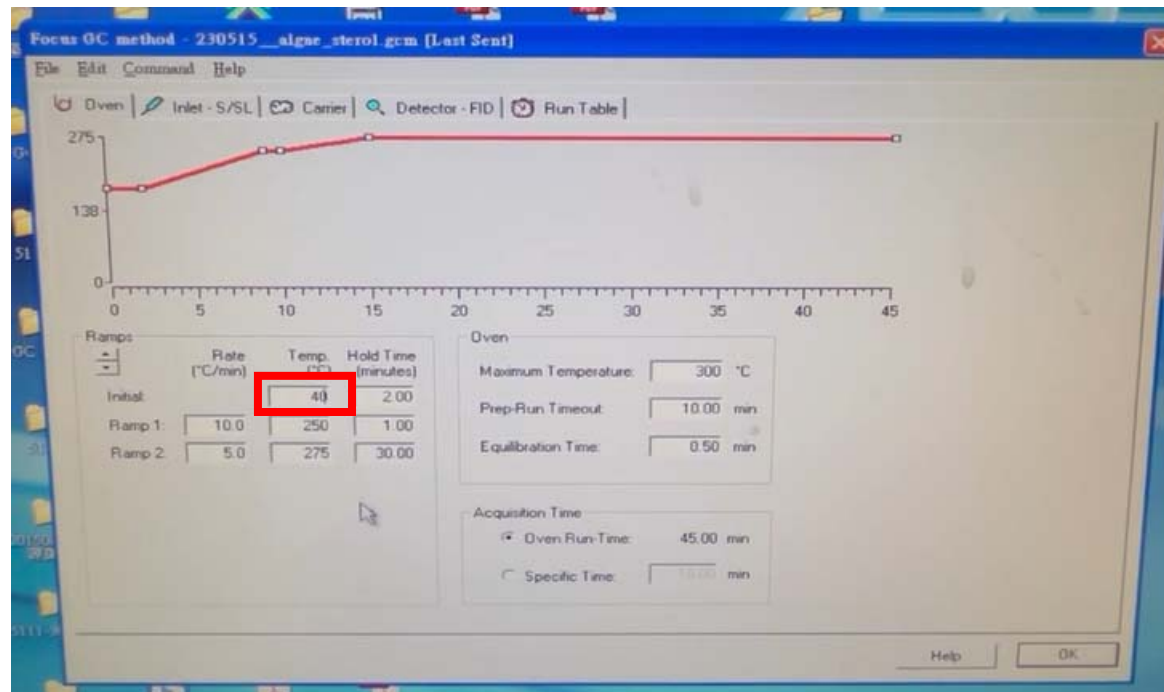 Focus GC method - 230515__algae_sterol.gcm [Last Sent]
File Edit Command Help
Oven Inlet - S/SL Carrier Detector - FID Run Table
275
138
0
0 5 10 15 20 25 30 35 40 45
Ramps
Rate Temp. Hold Time
(°C/min) (°C) (minutes)
Initial: 40 2.00
Ramp 1: 10.0 250 1.00
Ramp 2: 5.0 275 30.00
Oven
Maximum Temperature: 300 °C
Prep-Run Timeout: 10.00 min
Equilibration Time: 0.50 min
Acquisition Time
Oven Run-Time: 45.00 min
Specific Time: min
Help OK
51
GC